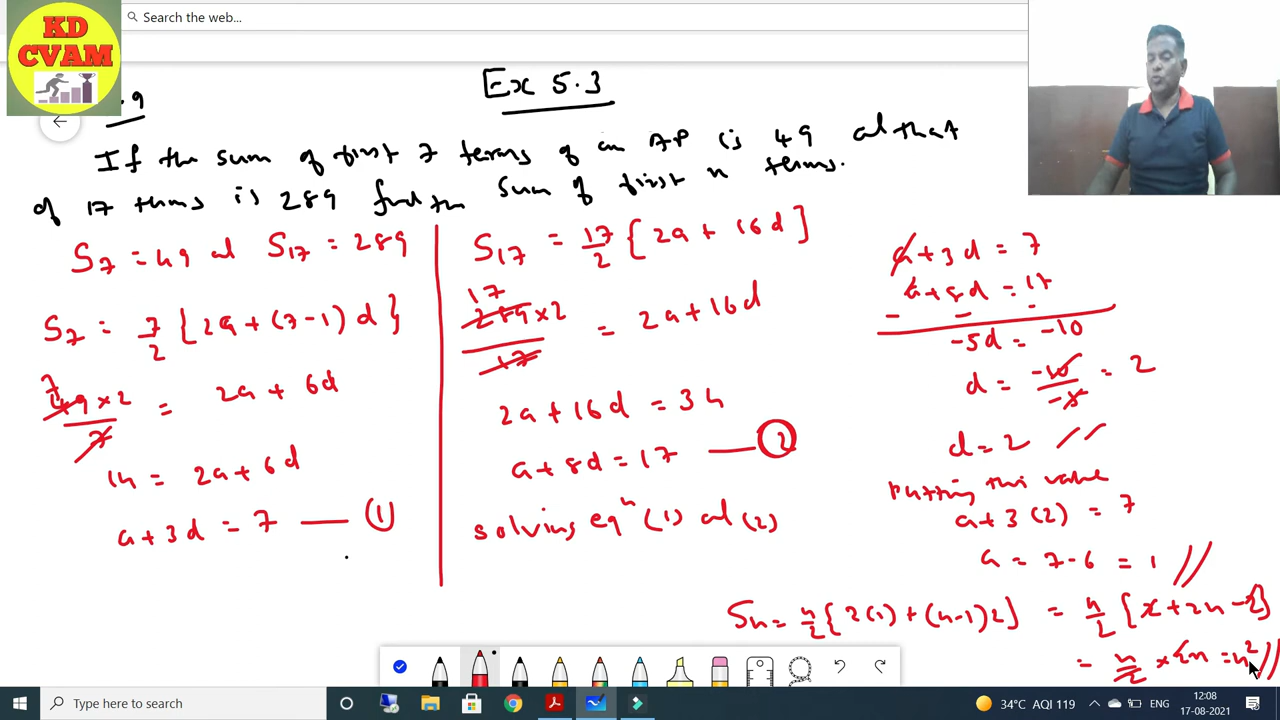 KD
CVAM
Search the web...
.9
Ex 5.3
If the sum of first 7 terms of an AP is 49 al that
of 17 terms is 289 find the sum of first n terms.
S7 = 49 al S17 = 289
S7 = 7/2 { 2a + (7-1) d }
7
49 × 2 / 7 = 2a + 6d
14 = 2a + 6d
a + 3d = 7 — (1)
S17 = 17/2 [ 2a + 16d ]
17
289 × 2 / 17 = 2a + 16d
2a + 16d = 34
a + 8d = 17 — (2)
solving eqn (1) al (2)
a + 3d = 7
a + 8d = 17
- - -
-5d = -10
d = -10/-5 = 2
d = 2 //
Putting this value
a + 3 (2) = 7
a = 7 - 6 = 1 //
Sn = n/2 { 2(1) + (n-1) 2 } = n/2 [ 2 + 2n - 2 ]
= n/2 × 2n = n² //
Type here to search
34°C AQI 119
ENG
12:08
17-08-2021